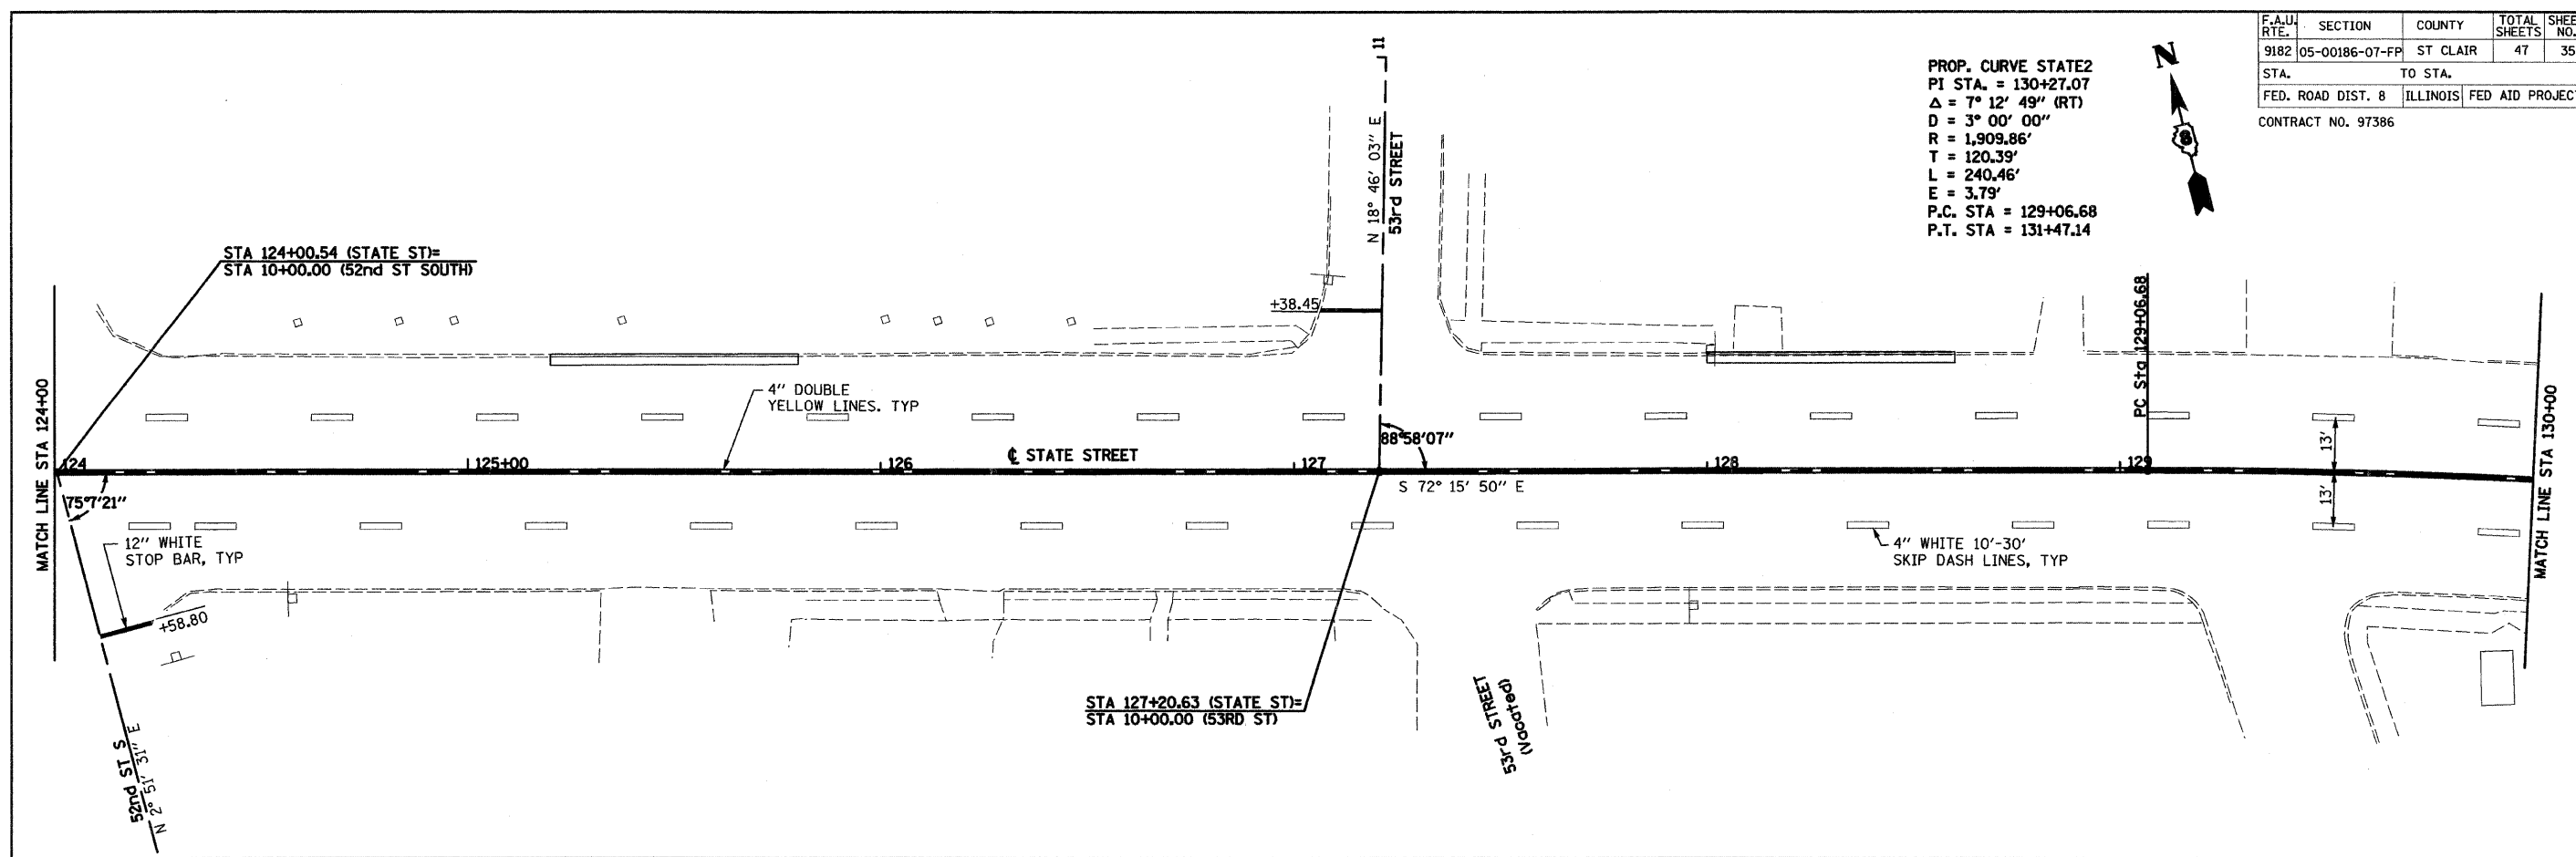 F.A.U. RTE. SECTION COUNTY TOTAL SHEETS SHEE NO.
9182 05-00186-07-FP ST CLAIR 47 35
STA. TO STA.
FED. ROAD DIST. 8 ILLINOIS FED AID PROJECT
CONTRACT NO. 97386
N
8
PROP. CURVE STATE2
PI STA. = 130+27.07
Δ = 7° 12' 49" (RT)
D = 3° 00' 00"
R = 1,909.86'
T = 120.39'
L = 240.46'
E = 3.79'
P.C. STA = 129+06.68
P.T. STA = 131+47.14
11
N 18° 46' 03" E
53rd STREET
STA 124+00.54 (STATE ST)=
STA 10+00.00 (52nd ST SOUTH)
+38.45
PC Sta 129+06.68
4" DOUBLE
YELLOW LINES. TYP
MATCH LINE STA 124+00
MATCH LINE STA 130+00
88°58'07"
13'
124
125+00
126
℄ STATE STREET
127
128
129
S 72° 15' 50" E
13'
75°7'21"
12" WHITE
STOP BAR, TYP
4" WHITE 10'-30'
SKIP DASH LINES, TYP
+58.80
STA 127+20.63 (STATE ST)=
STA 10+00.00 (53RD ST)
53rd STREET
(Vacated)
52nd ST S
N 2° 51' 31" E